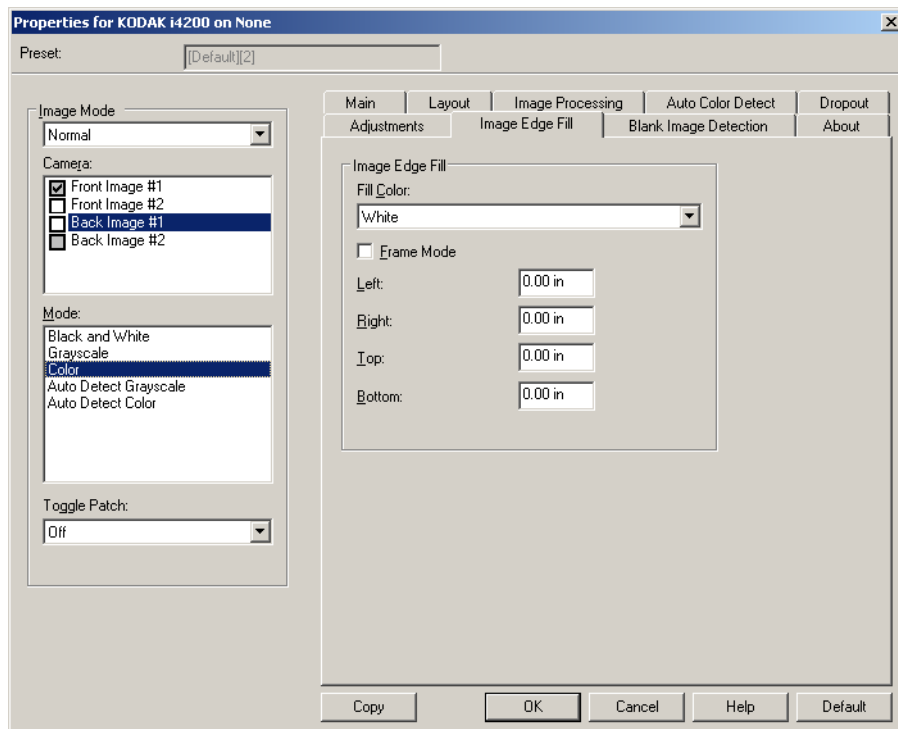 Properties for KODAK i4200 on None
Preset: [Default][2]
Image Mode
Normal
Camera:
Front Image #1
Front Image #2
Back Image #1
Back Image #2
Mode:
Black and White
Grayscale
Color
Auto Detect Grayscale
Auto Detect Color
Toggle Patch:
Off
Main Layout Image Processing Auto Color Detect Dropout
Adjustments Image Edge Fill Blank Image Detection About
Image Edge Fill
Fill Color:
White
Frame Mode
Left: 0.00 in
Right: 0.00 in
Top: 0.00 in
Bottom: 0.00 in
Copy OK Cancel Help Default